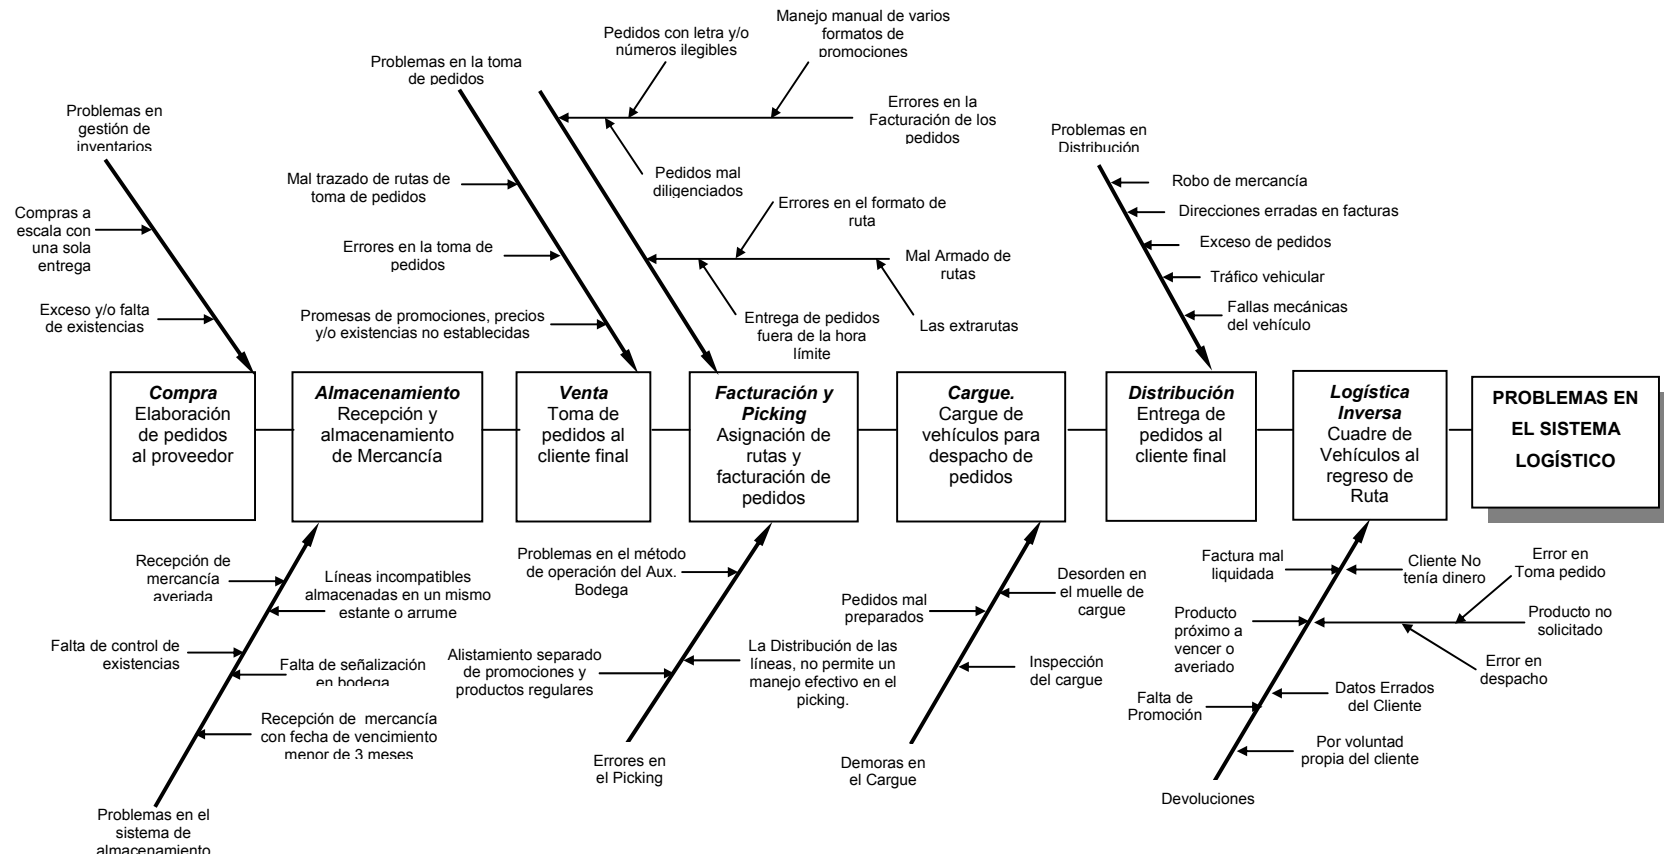 Problemas en
gestión de
inventarios
Compras a
escala con
una sola
entrega
Exceso y/o falta
de existencias
Problemas en la toma
de pedidos
Mal trazado de rutas de
toma de pedidos
Errores en la toma de
pedidos
Promesas de promociones, precios
y/o existencias no establecidas
Pedidos con letra y/o
números ilegibles
Manejo manual de varios
formatos de
promociones
Errores en la
Facturación de los
pedidos
Pedidos mal
diligenciados
Errores en el formato de
ruta
Mal Armado de
rutas
Entrega de pedidos
fuera de la hora
límite
Las extrarutas
Problemas en
Distribución
Robo de mercancía
Direcciones erradas en facturas
Exceso de pedidos
Tráfico vehicular
Fallas mecánicas
del vehículo
Compra
Elaboración
de pedidos
al proveedor
Almacenamiento
Recepción y
almacenamiento
de Mercancía
Venta
Toma de
pedidos al
cliente final
Facturación y
Picking
Asignación de
rutas y
facturación de
pedidos
Cargue.
Cargue de
vehículos para
despacho de
pedidos
Distribución
Entrega de
pedidos al
cliente final
Logística
Inversa
Cuadre de
Vehículos al
regreso de
Ruta
PROBLEMAS EN
EL SISTEMA
LOGÍSTICO
Recepción de
mercancía
averiada
Líneas incompatibles
almacenadas en un mismo
estante o arrume
Falta de control de
existencias
Falta de señalización
en bodega
Recepción de mercancía
con fecha de vencimiento
menor de 3 meses
Problemas en el
sistema de
almacenamiento
Problemas en el método
de operación del Aux.
Bodega
Alistamiento separado
de promociones y
productos regulares
La Distribución de las
líneas, no permite un
manejo efectivo en el
picking.
Errores en
el Picking
Desorden en
el muelle de
cargue
Pedidos mal
preparados
Inspección
del cargue
Demoras en
el Cargue
Factura mal
liquidada
Cliente No
tenía dinero
Error en
Toma pedido
Producto
próximo a
vencer o
averiado
Producto no
solicitado
Error en
despacho
Falta de
Promoción
Datos Errados
del Cliente
Por voluntad
propia del cliente
Devoluciones